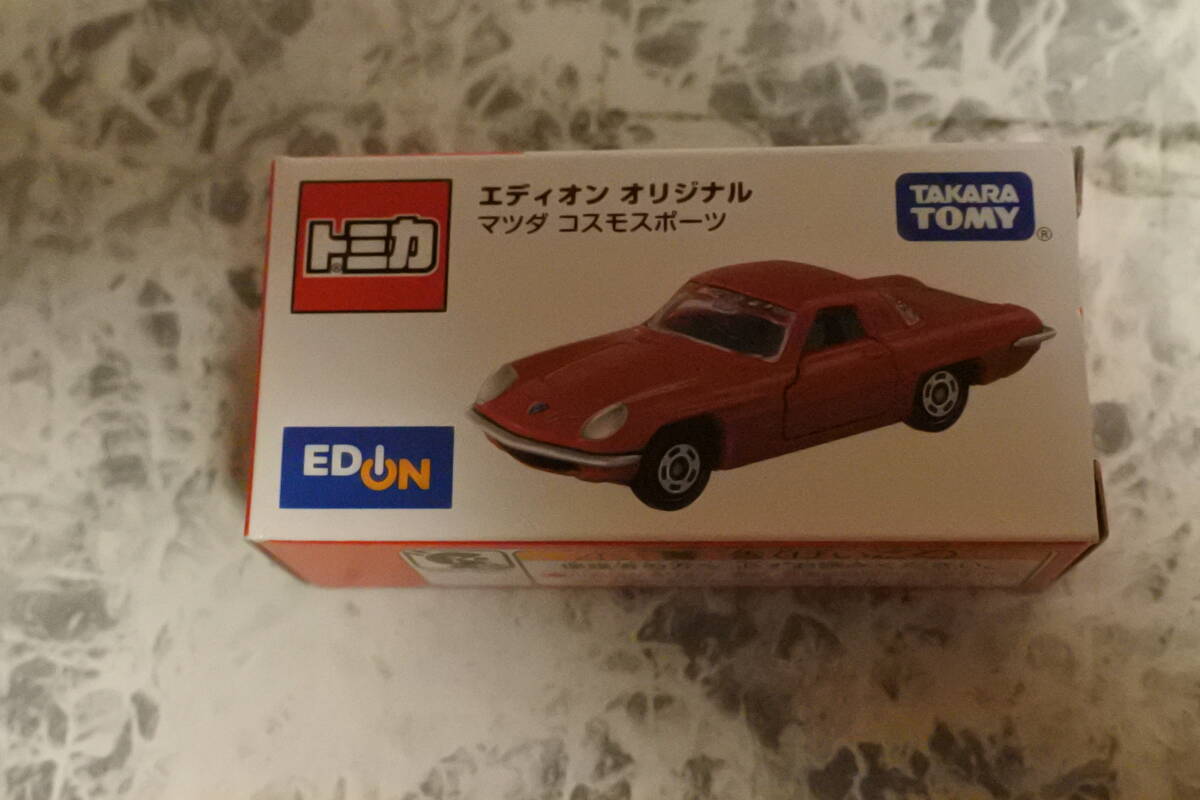 トミカ
エディオン オリジナル
マツダ コスモスポーツ
TAKARA
TOMY
®
EDION